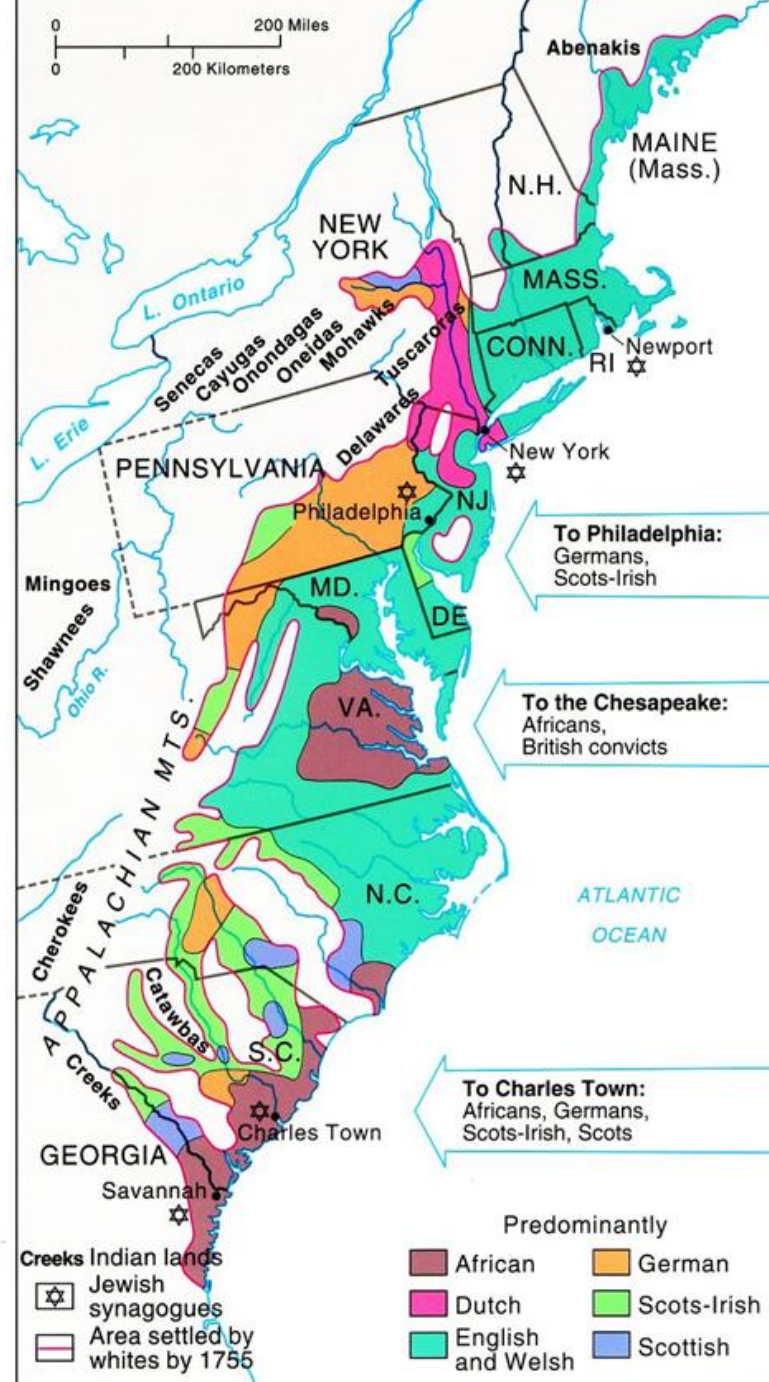 0 200 Miles
0 200 Kilometers
Abenakis
MAINE
(Mass.)
N.H.
NEW
YORK
L. Ontario
MASS.
Senecas
Cayugas
Onondagas
Oneidas
Mohawks
Tuscaroras
CONN.
RI
Newport
L. Erie
Delawares
New York
PENNSYLVANIA
NJ
Philadelphia
To Philadelphia:
Germans,
Scots-Irish
Mingoes
MD.
DE
Shawnees
Ohio R.
To the Chesapeake:
Africans,
British convicts
VA.
APPALACHIAN MTS.
N.C.
ATLANTIC
OCEAN
Cherokees
Catawbas
S.C.
Creeks
To Charles Town:
Africans, Germans,
Scots-Irish, Scots
Charles Town
GEORGIA
Savannah
Creeks Indian lands
Jewish
synagogues
Area settled by
whites by 1755
Predominantly
African
German
Dutch
Scots-Irish
English
and Welsh
Scottish